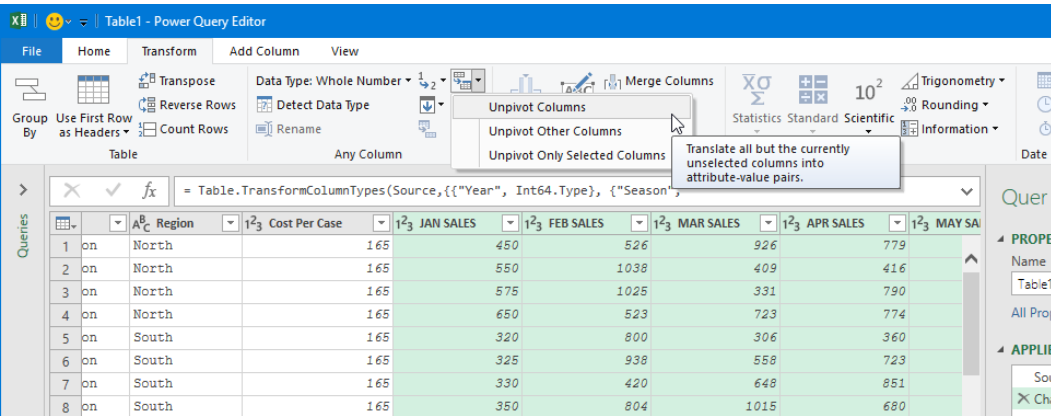 Table1 - Power Query Editor
File Home Transform Add Column View
Transpose Data Type: Whole Number Merge Columns Trigonometry
Reverse Rows Detect Data Type Unpivot Columns Rounding
Group By Use First Row as Headers Count Rows Rename Unpivot Other Columns Statistics Standard Scientific Information
Table Any Column Unpivot Only Selected Columns Date
Translate all but the currently
unselected columns into
attribute-value pairs.
fx = Table.TransformColumnTypes(Source,{{"Year", Int64.Type}, {"Season",
Queries
Region Cost Per Case JAN SALES FEB SALES MAR SALES APR SALES MAY SA
1 on North 165 450 526 926 779
2 on North 165 550 1038 409 416
3 on North 165 575 1025 331 790
4 on North 165 650 523 723 774
5 on South 165 320 800 306 360
6 on South 165 325 938 558 723
7 on South 165 330 420 648 851
8 on South 165 350 804 1015 680
Quer
PROPE
Name
Table1
All Pro
APPLIE
Sou
Cha